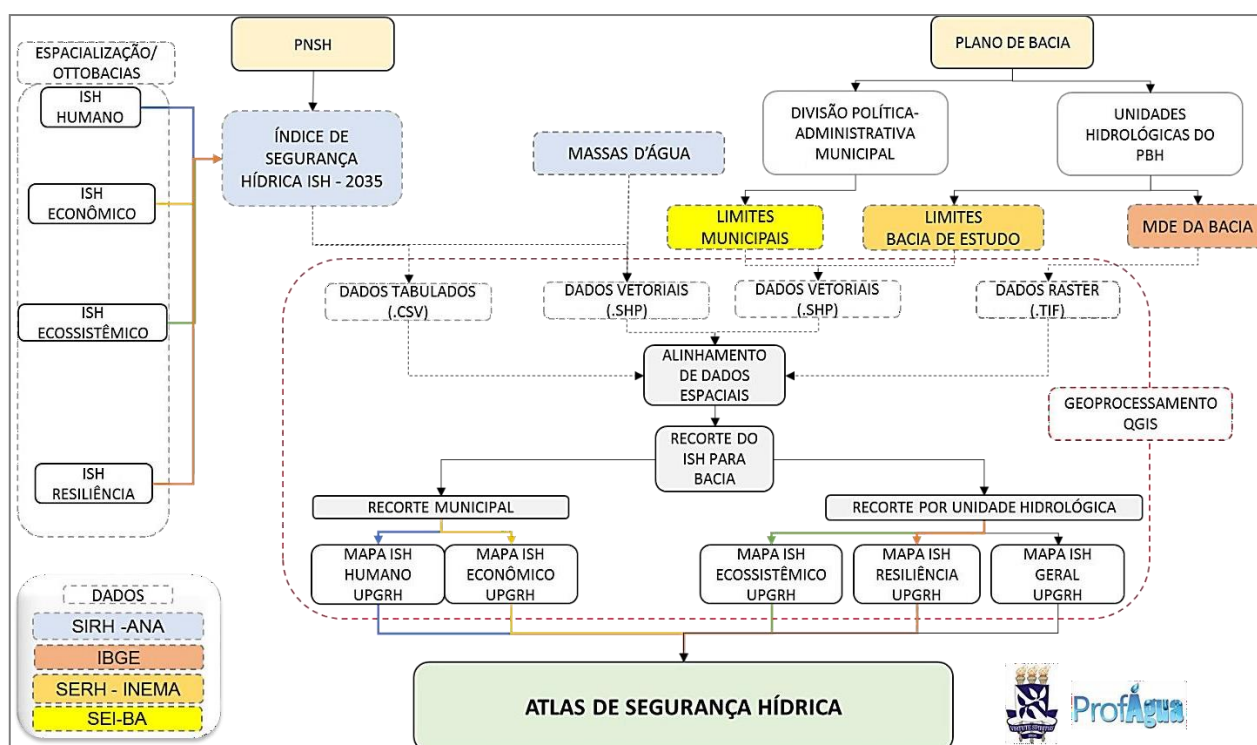 ESPACIALIZAÇÃO/
OTTOBACIAS
ISH
HUMANO
ISH
ECONÔMICO
ISH
ECOSSISTÊMICO
ISH
RESILIÊNCIA
PNSH
ÍNDICE DE
SEGURANÇA
HÍDRICA ISH - 2035
MASSAS D'ÁGUA
PLANO DE BACIA
DIVISÃO POLÍTICA-
ADMINISTRATIVA
MUNICIPAL
UNIDADES
HIDROLÓGICAS DO
PBH
LIMITES
MUNICIPAIS
LIMITES
BACIA DE ESTUDO
MDE DA BACIA
DADOS TABULADOS
(.CSV)
DADOS VETORIAIS
(.SHP)
DADOS VETORIAIS
(.SHP)
DADOS RASTER
(.TIF)
ALINHAMENTO
DE DADOS
ESPACIAIS
GEOPROCESSAMENTO
QGIS
RECORTE DO
ISH PARA
BACIA
RECORTE MUNICIPAL
RECORTE POR UNIDADE HIDROLÓGICA
MAPA ISH
HUMANO
UPGRH
MAPA ISH
ECONÔMICO
UPGRH
MAPA ISH
ECOSSISTÊMICO
UPGRH
MAPA ISH
RESILIÊNCIA
UPGRH
MAPA ISH
GERAL
UPGRH
DADOS
SIRH -ANA
IBGE
SERH - INEMA
SEI-BA
ATLAS DE SEGURANÇA HÍDRICA
ProfÁgua